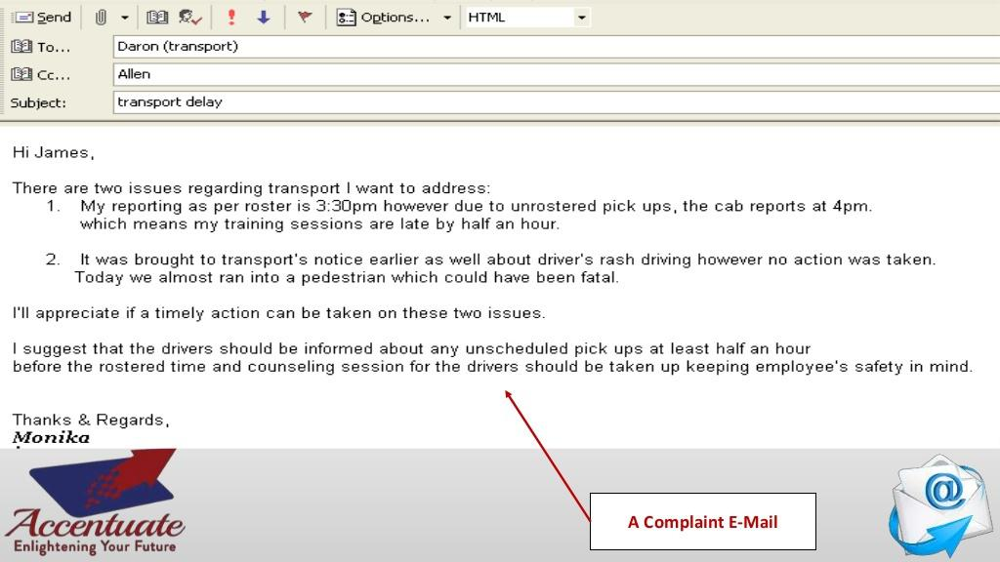 Send Options... HTML
To... Daron (transport)
Cc... Allen
Subject: transport delay
Hi James,
There are two issues regarding transport I want to address:
1. My reporting as per roster is 3:30pm however due to unrostered pick ups, the cab reports at 4pm.
which means my training sessions are late by half an hour.
2. It was brought to transport's notice earlier as well about driver's rash driving however no action was taken.
Today we almost ran into a pedestrian which could have been fatal.
I'll appreciate if a timely action can be taken on these two issues.
I suggest that the drivers should be informed about any unscheduled pick ups at least half an hour
before the rostered time and counseling session for the drivers should be taken up keeping employee's safety in mind.
Thanks & Regards,
Monika
A Complaint E-Mail
@
Accentuate
Enlightening Your Future